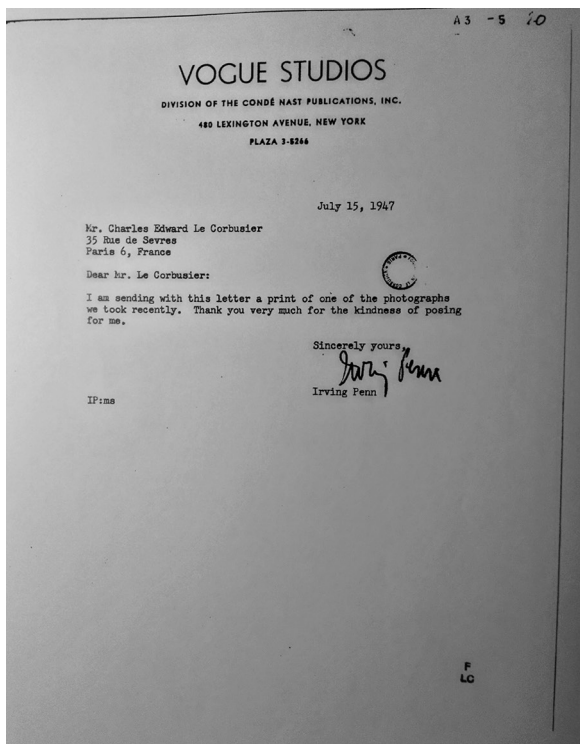 A3 - 5 20
VOGUE STUDIOS
DIVISION OF THE CONDÉ NAST PUBLICATIONS, INC.
480 LEXINGTON AVENUE, NEW YORK
PLAZA 3-5266
July 15, 1947
Mr. Charles Edward Le Corbusier
35 Rue de Sevres
Paris 6, France
Dear Mr. Le Corbusier:
I am sending with this letter a print of one of the photographs
we took recently. Thank you very much for the kindness of posing
for me.
Sincerely yours,
Irving Penn
Irving Penn
IP:ms
F
LC